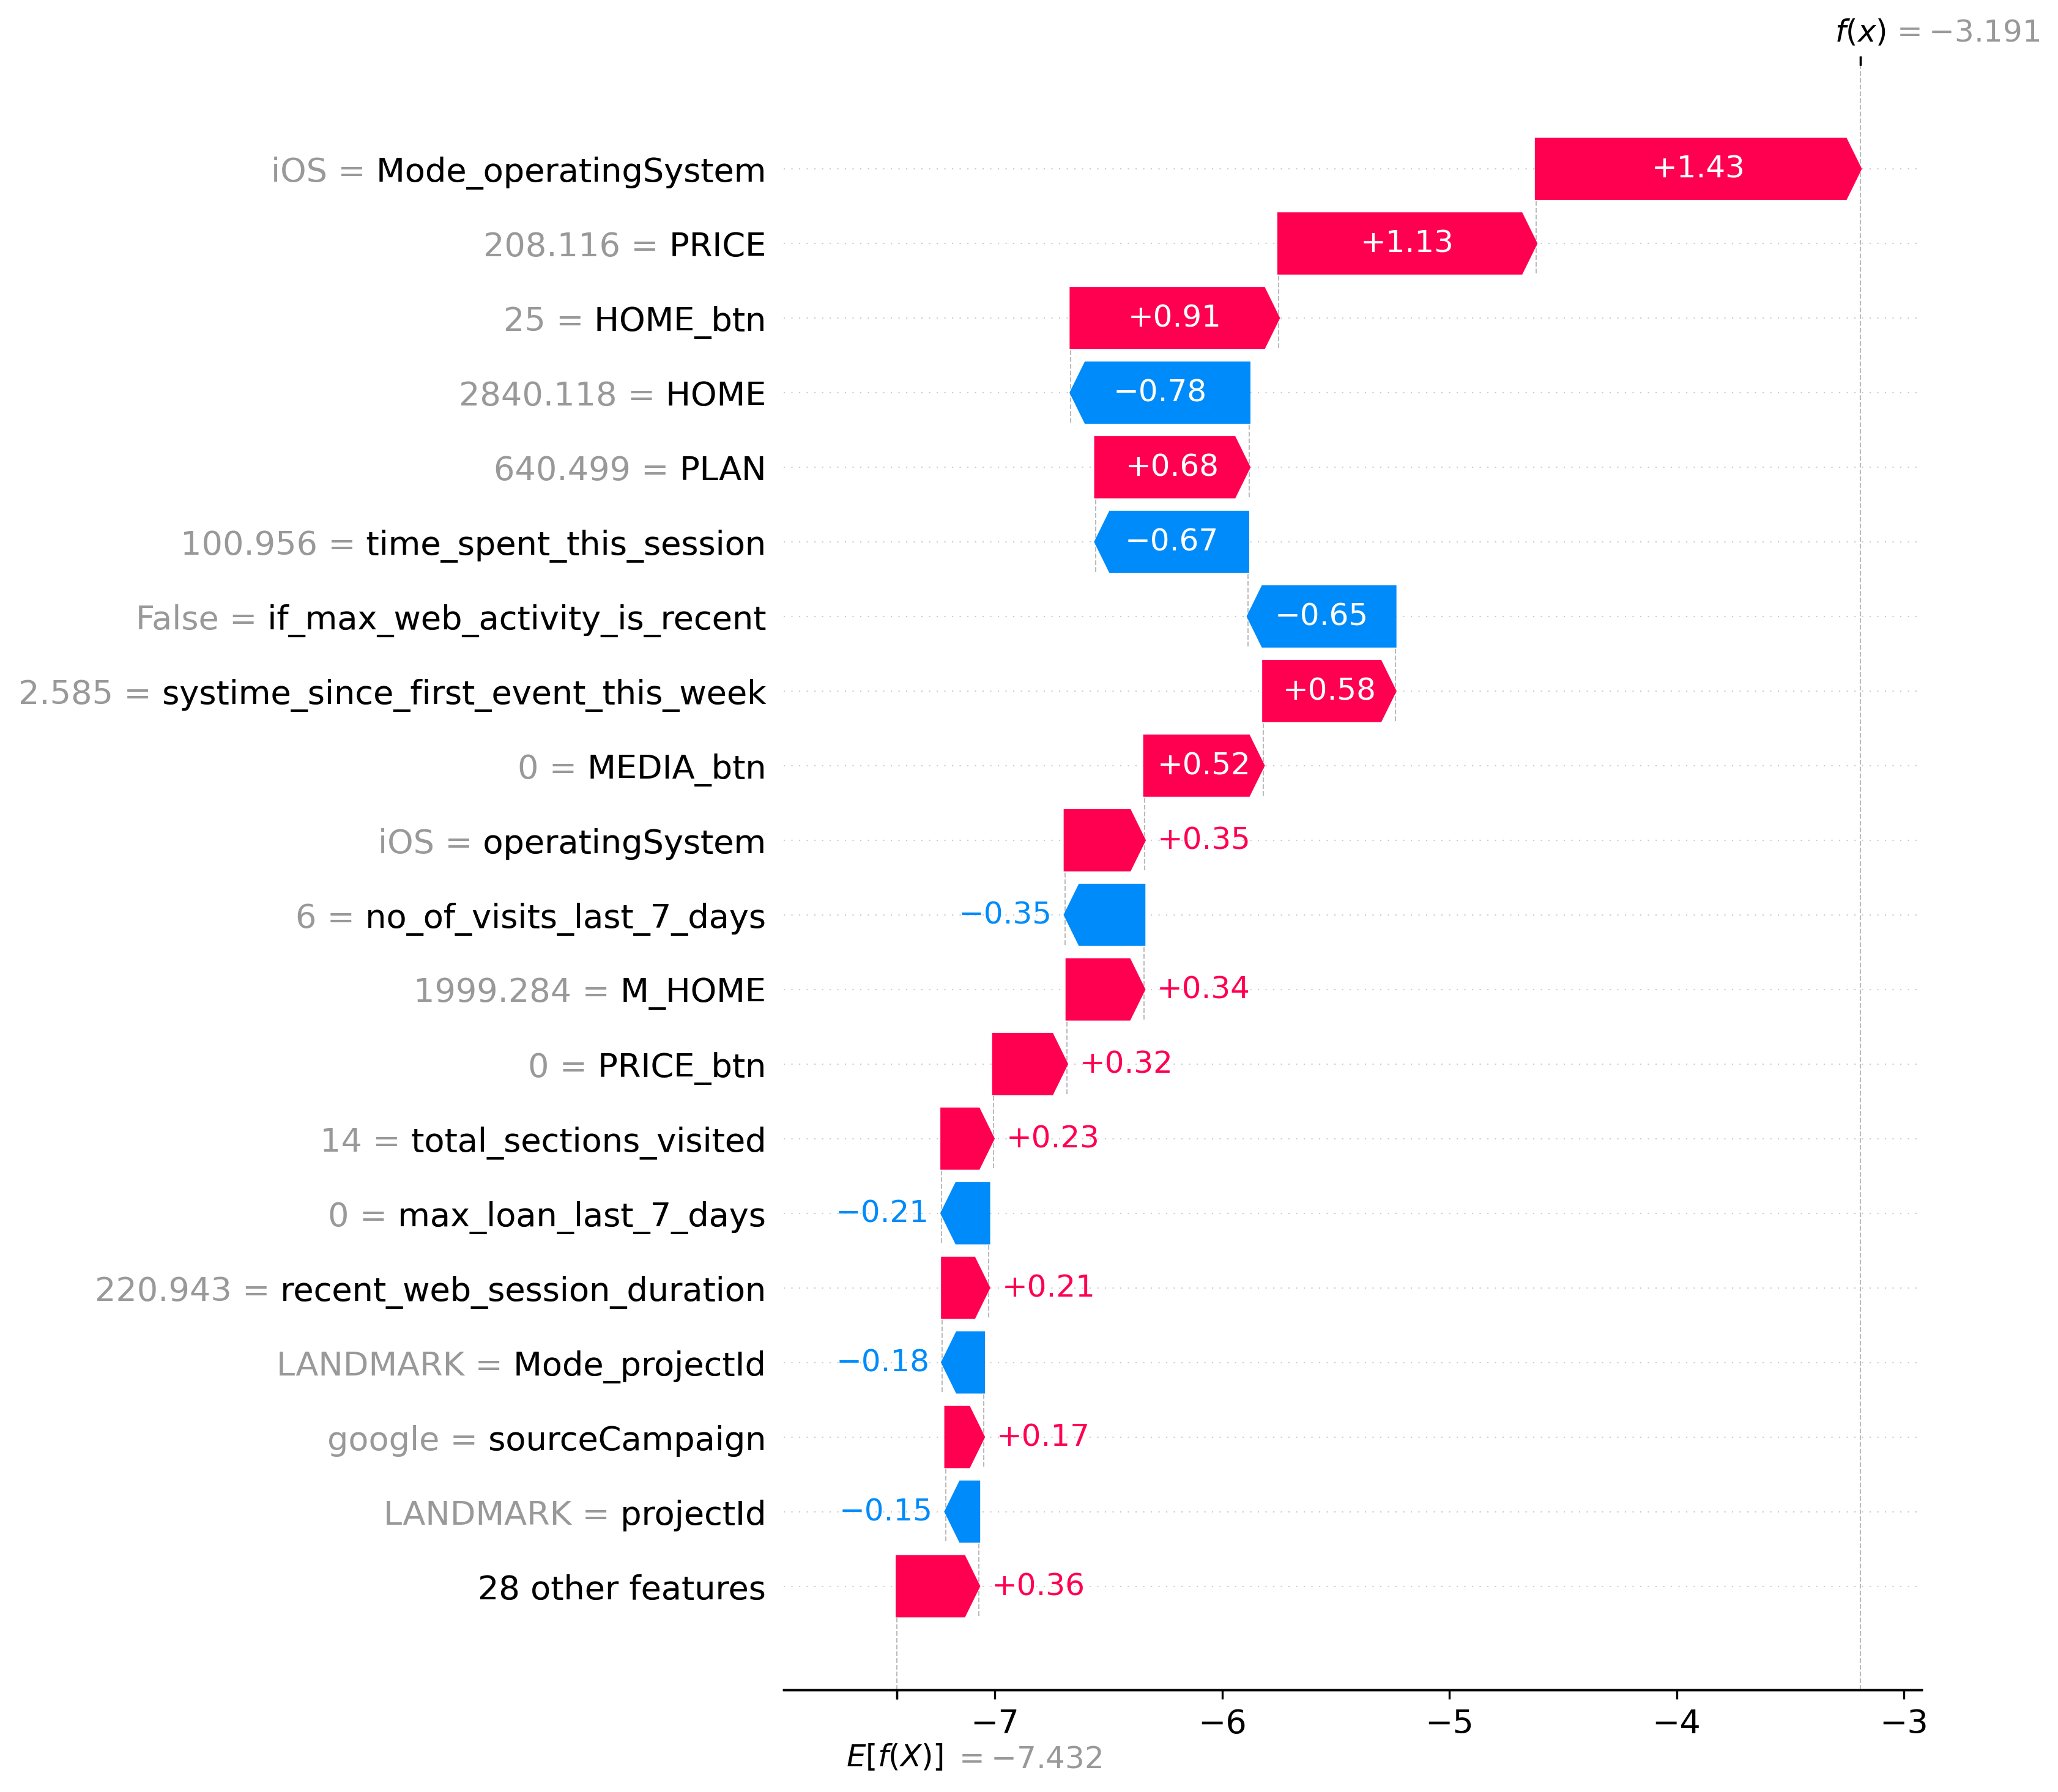 f(x) = −3.191
iOS = Mode_operatingSystem +1.43
208.116 = PRICE +1.13
25 = HOME_btn +0.91
2840.118 = HOME −0.78
640.499 = PLAN +0.68
100.956 = time_spent_this_session −0.67
False = if_max_web_activity_is_recent −0.65
2.585 = systime_since_first_event_this_week +0.58
0 = MEDIA_btn +0.52
iOS = operatingSystem +0.35
6 = no_of_visits_last_7_days −0.35
1999.284 = M_HOME +0.34
0 = PRICE_btn +0.32
14 = total_sections_visited +0.23
0 = max_loan_last_7_days −0.21
220.943 = recent_web_session_duration +0.21
LANDMARK = Mode_projectId −0.18
google = sourceCampaign +0.17
LANDMARK = projectId −0.15
28 other features +0.36
−7 −6 −5 −4 −3
E[f(X)] = −7.432